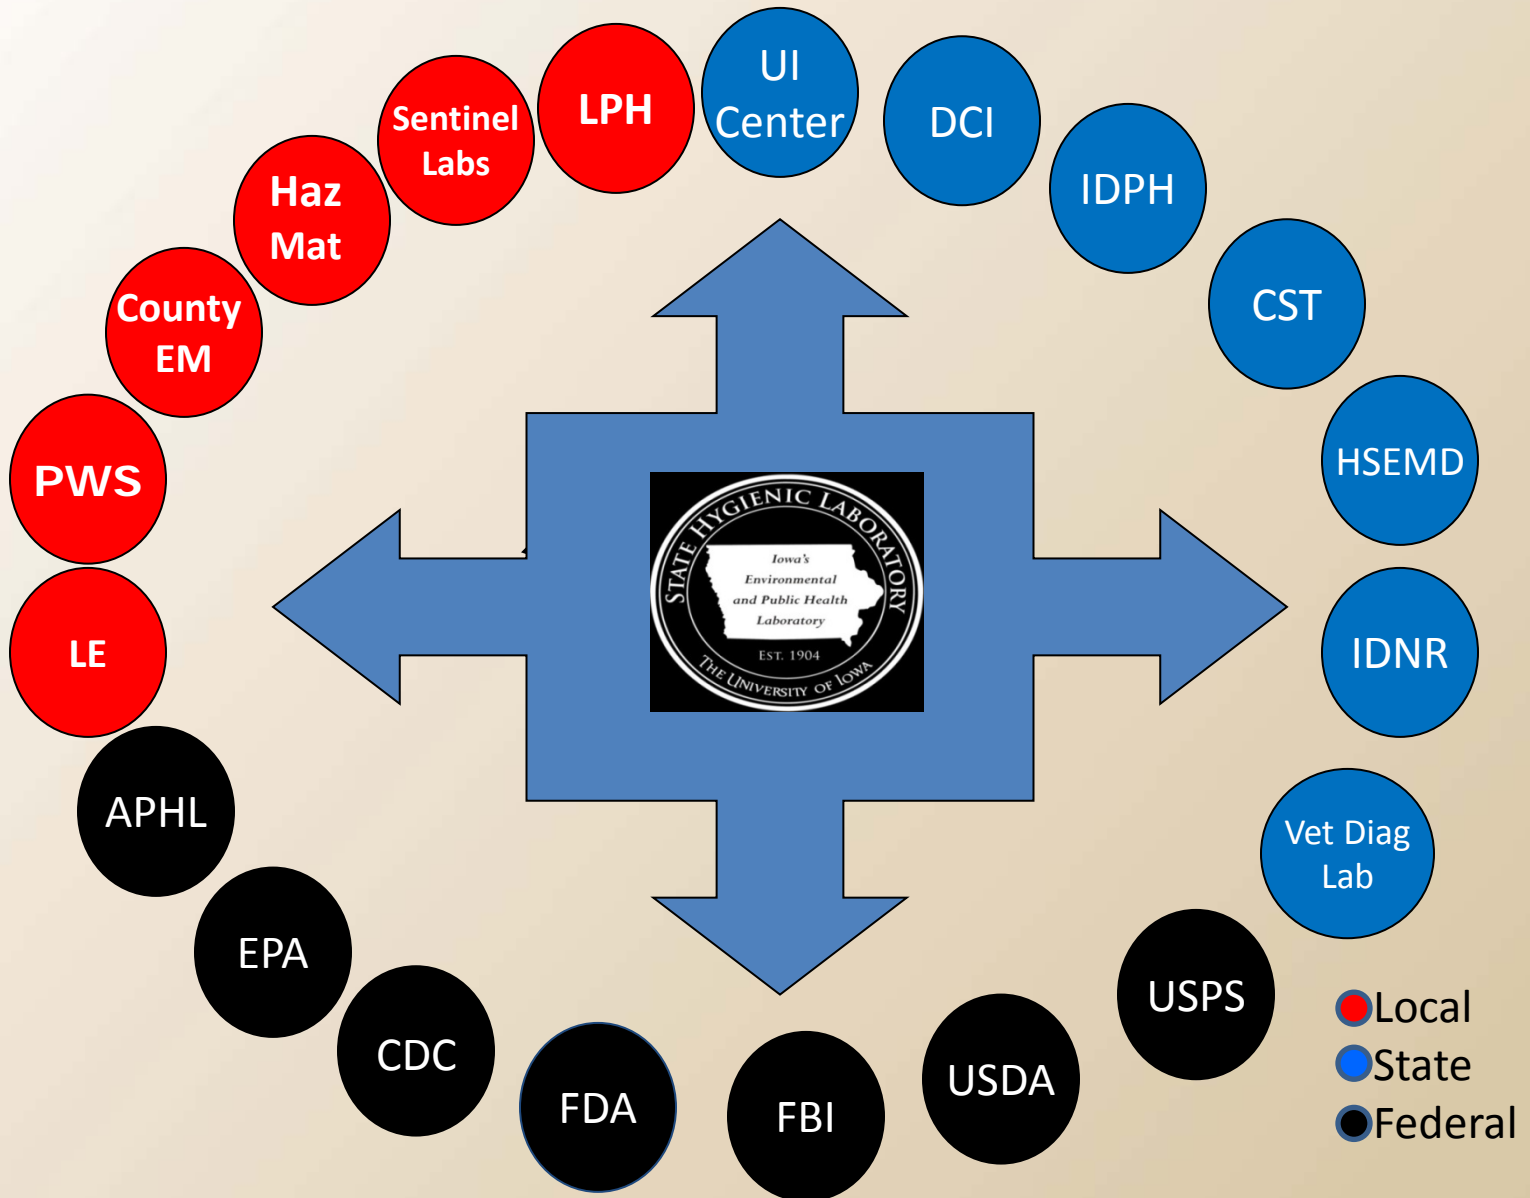 UI
Center
DCI
IDPH
CST
HSEMD
IDNR
Vet Diag
Lab
USPS
USDA
FBI
FDA
CDC
EPA
APHL
LE
PWS
County
EM
Haz
Mat
Sentinel
Labs
LPH
STATE HYGIENIC LABORATORY
Iowa's
Environmental
and Public Health
Laboratory
EST. 1904
THE UNIVERSITY OF IOWA
Local
State
Federal